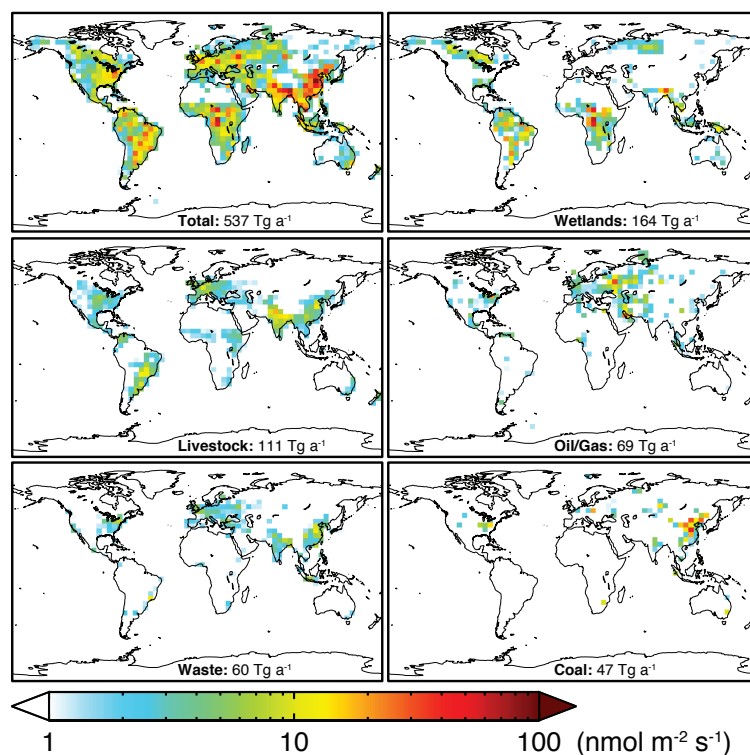 Total: 537 Tg a⁻¹
Wetlands: 164 Tg a⁻¹
Livestock: 111 Tg a⁻¹
Oil/Gas: 69 Tg a⁻¹
Waste: 60 Tg a⁻¹
Coal: 47 Tg a⁻¹
1 10 100 (nmol m⁻² s⁻¹)